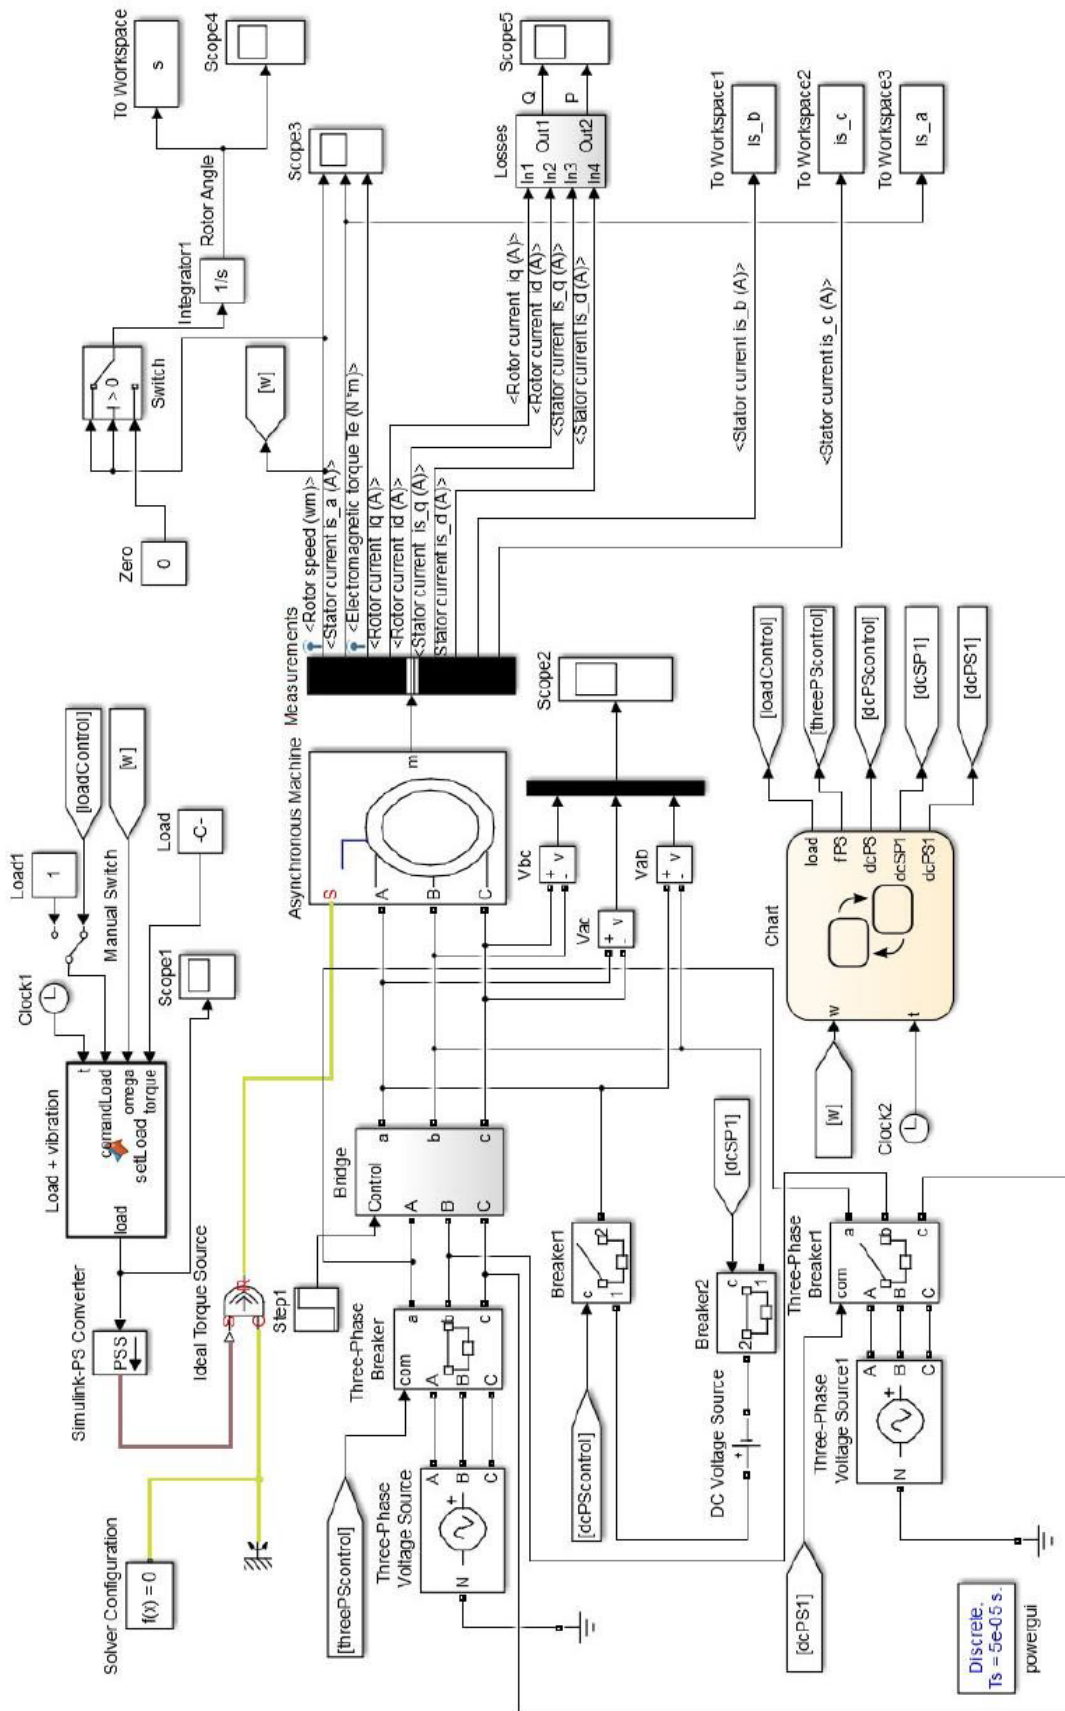 Solver Configuration
f(x) = 0
Simulink-PS Converter
PSS
Ideal Torque Source
S
C
R
Load + vibration
load
setLoad
t
comandLoad
omega
torque
Clock1
Load1
1
Manual Switch
[loadControl]
[w]
Load
-C-
Scope1
Zero
0
Switch
> 0
Integrator1
1/s
Rotor Angle
To Workspace
s
Scope4
[w]
Scope3
Asynchronous Machine
S
A
B
C
m
Measurements
<Rotor speed (wm)>
<Stator current is_a (A)>
<Electromagnetic torque Te (N*m)>
<Rotor current iq (A)>
<Rotor current id (A)>
<Stator current is_q (A)>
Stator current is_d (A)>
<Rotor current iq (A)>
<Rotor current id (A)>
<Stator current is_q (A)>
<Stator current is_d (A)>
Losses
In1
In2
In3
In4
Out1
Out2
Q
P
Scope5
<Stator current is_b (A)>
<Stator current is_c (A)>
To Workspace1
is_b
To Workspace2
is_c
To Workspace3
is_a
[threePScontrol]
Three-Phase
Voltage Source
N
A
B
C
Three-Phase
Breaker
com
A
B
C
a
b
c
Step1
Bridge
Control
A
B
C
a
b
c
Vbc
+
-
v
Vac
+
-
v
Vab
+
-
v
Scope2
[dcPScontrol]
Breaker1
c
1
2
DC Voltage Source
+
Breaker2
2
c
1
[dcSP1]
[dcPS1]
Three-Phase
Voltage Source1
N
A
B
C
Three-Phase
Breaker1
com
A
B
C
a
b
c
[w]
Clock2
Chart
w
t
load
fPS
dcPS
dcSP1
dcPS1
[loadControl]
[threePScontrol]
[dcPScontrol]
[dcSP1]
[dcPS1]
Discrete,
Ts = 5e-05 s.
powergui